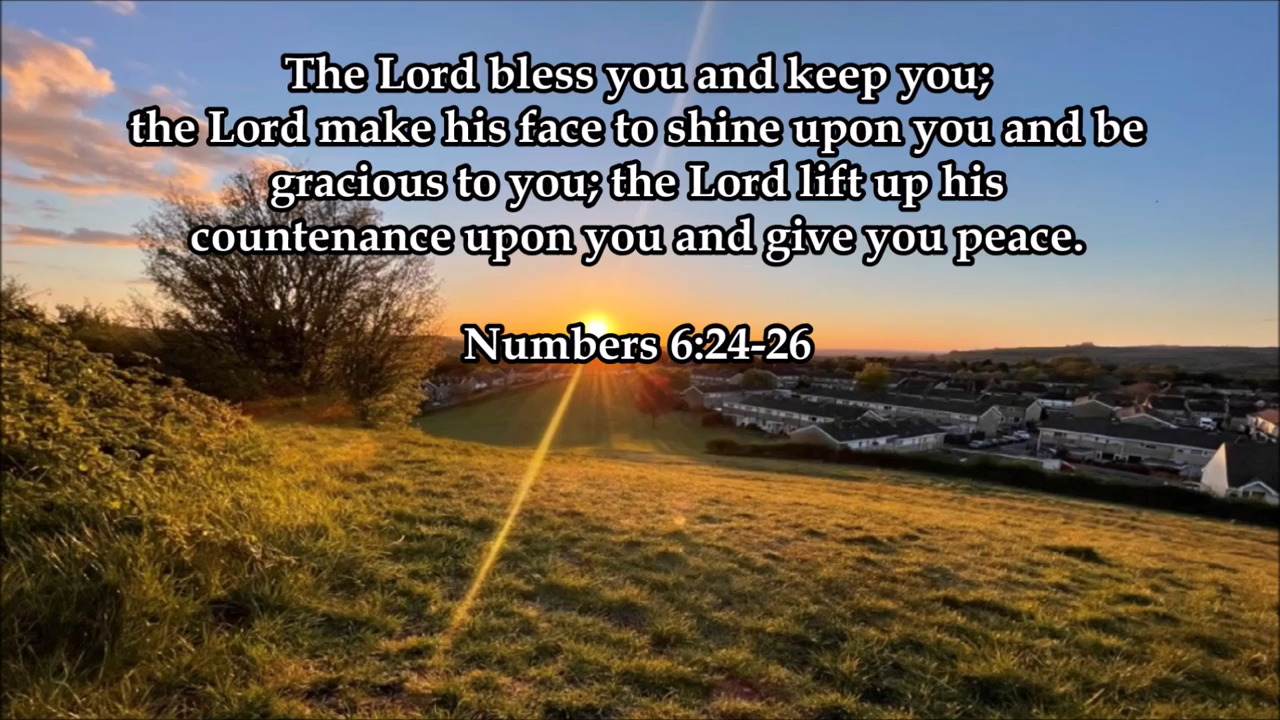 The Lord bless you and keep you;
the Lord make his face to shine upon you and be
gracious to you; the Lord lift up his
countenance upon you and give you peace.
Numbers 6:24-26